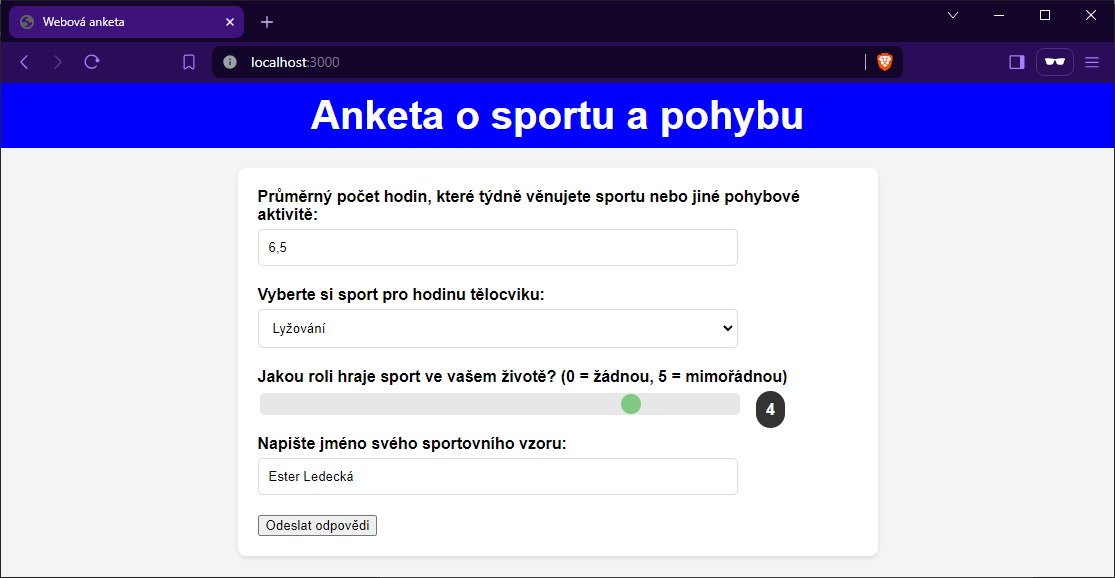 Webová anketa
localhost:3000
Anketa o sportu a pohybu
Průměrný počet hodin, které týdně věnujete sportu nebo jiné pohybové
aktivitě:
6,5
Vyberte si sport pro hodinu tělocviku:
Lyžování
Jakou roli hraje sport ve vašem životě? (0 = žádnou, 5 = mimořádnou)
4
Napište jméno svého sportovního vzoru:
Ester Ledecká
Odeslat odpovědi